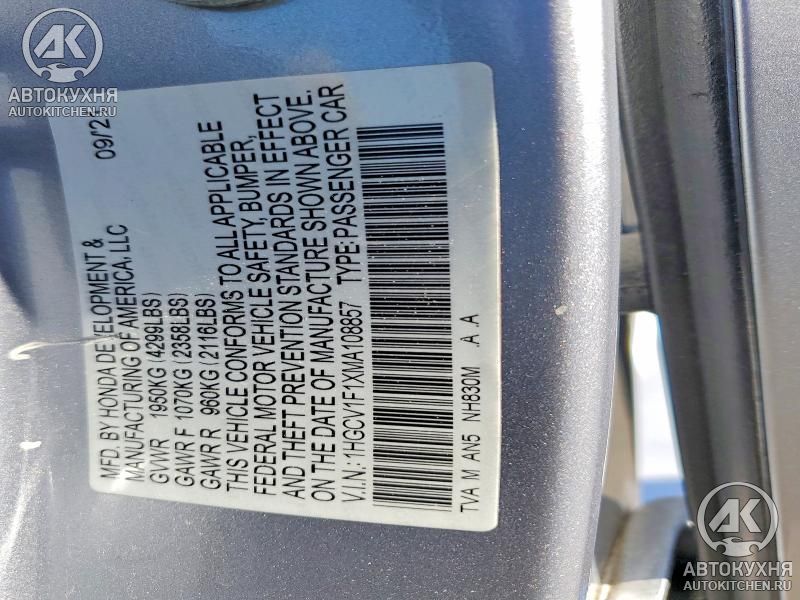 AK
АВТОКУХНЯ
AUTOKITCHEN.RU
MFD. BY HONDA DEVELOPMENT &
MANUFACTURING OF AMERICA, LLC 09/2
GVWR 1950KG (4299LBS)
GAWR F 1070KG (2358LBS)
GAWR R 960KG (2116LBS)
THIS VEHICLE CONFORMS TO ALL APPLICABLE
FEDERAL MOTOR VEHICLE SAFETY, BUMPER,
AND THEFT PREVENTION STANDARDS IN EFFECT
ON THE DATE OF MANUFACTURE SHOWN ABOVE.
V.I.N.: 1HGCV1F1XMA108857 TYPE:PASSENGER CAR
TVA M AN5 NH830M .A .A
AK
АВТОКУХНЯ
AUTOKITCHEN.RU